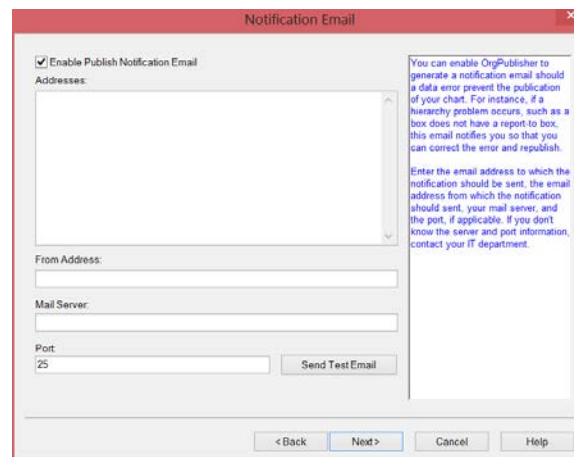 Notification Email
Enable Publish Notification Email
Addresses:
From Address:
Mail Server:
Port:
25
Send Test Email
You can enable OrgPublisher to
generate a notification email should
a data error prevent the publication
of your chart. For instance, if a
hierarchy problem occurs, such as a
box does not have a report-to box,
this email notifies you so that you
can correct the error and republish.
Enter the email address to which the
notification should be sent, the email
address from which the notification
should sent, your mail server, and
the port, if applicable. If you don't
know the server and port information,
contact your IT department.
< Back
Next >
Cancel
Help